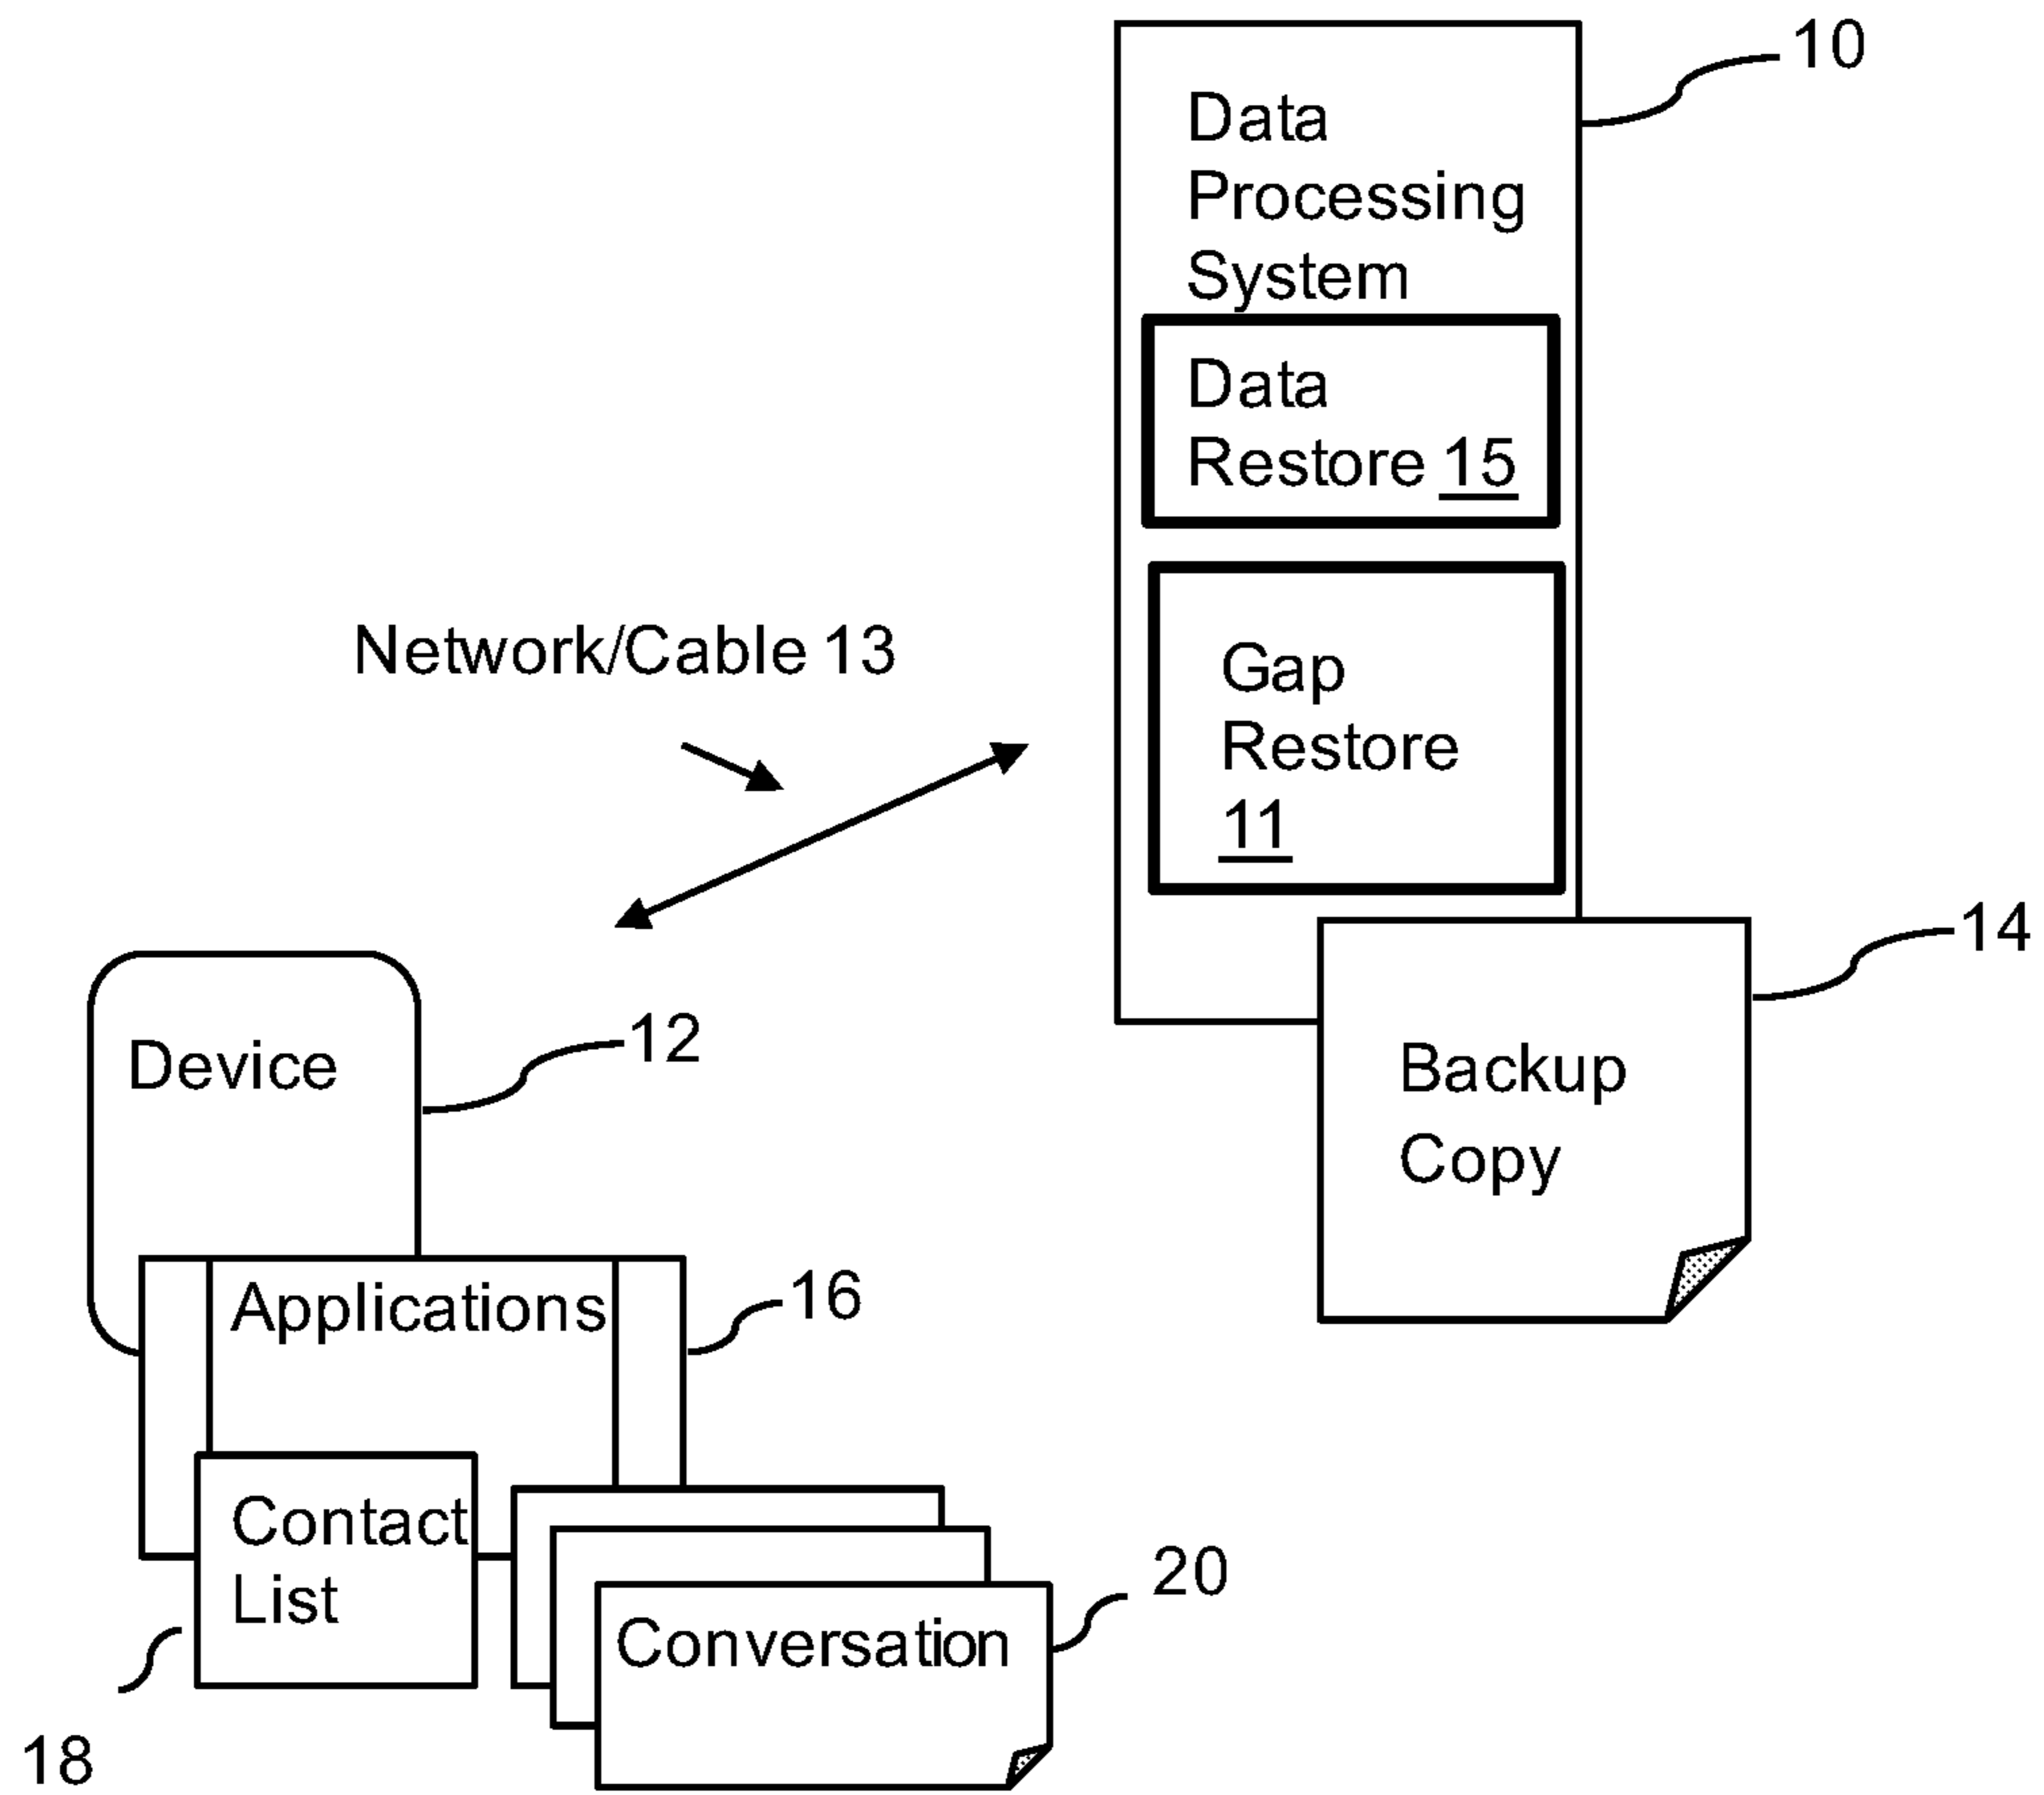 10
Data
Processing
System
Data
Restore 15
Network/Cable 13
Gap
Restore
11
14
Backup
Copy
Device
12
Applications
16
Contact
List
Conversation
20
18